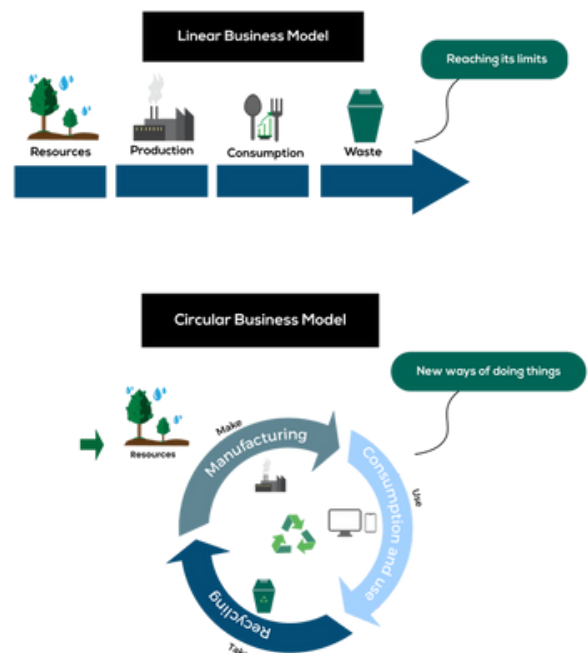 Linear Business Model
Reaching its limits
Resources
Production
Consumption
Waste
Circular Business Model
New ways of doing things
Resources
Make
Manufacturing
Consumption and use
Use
Recycling